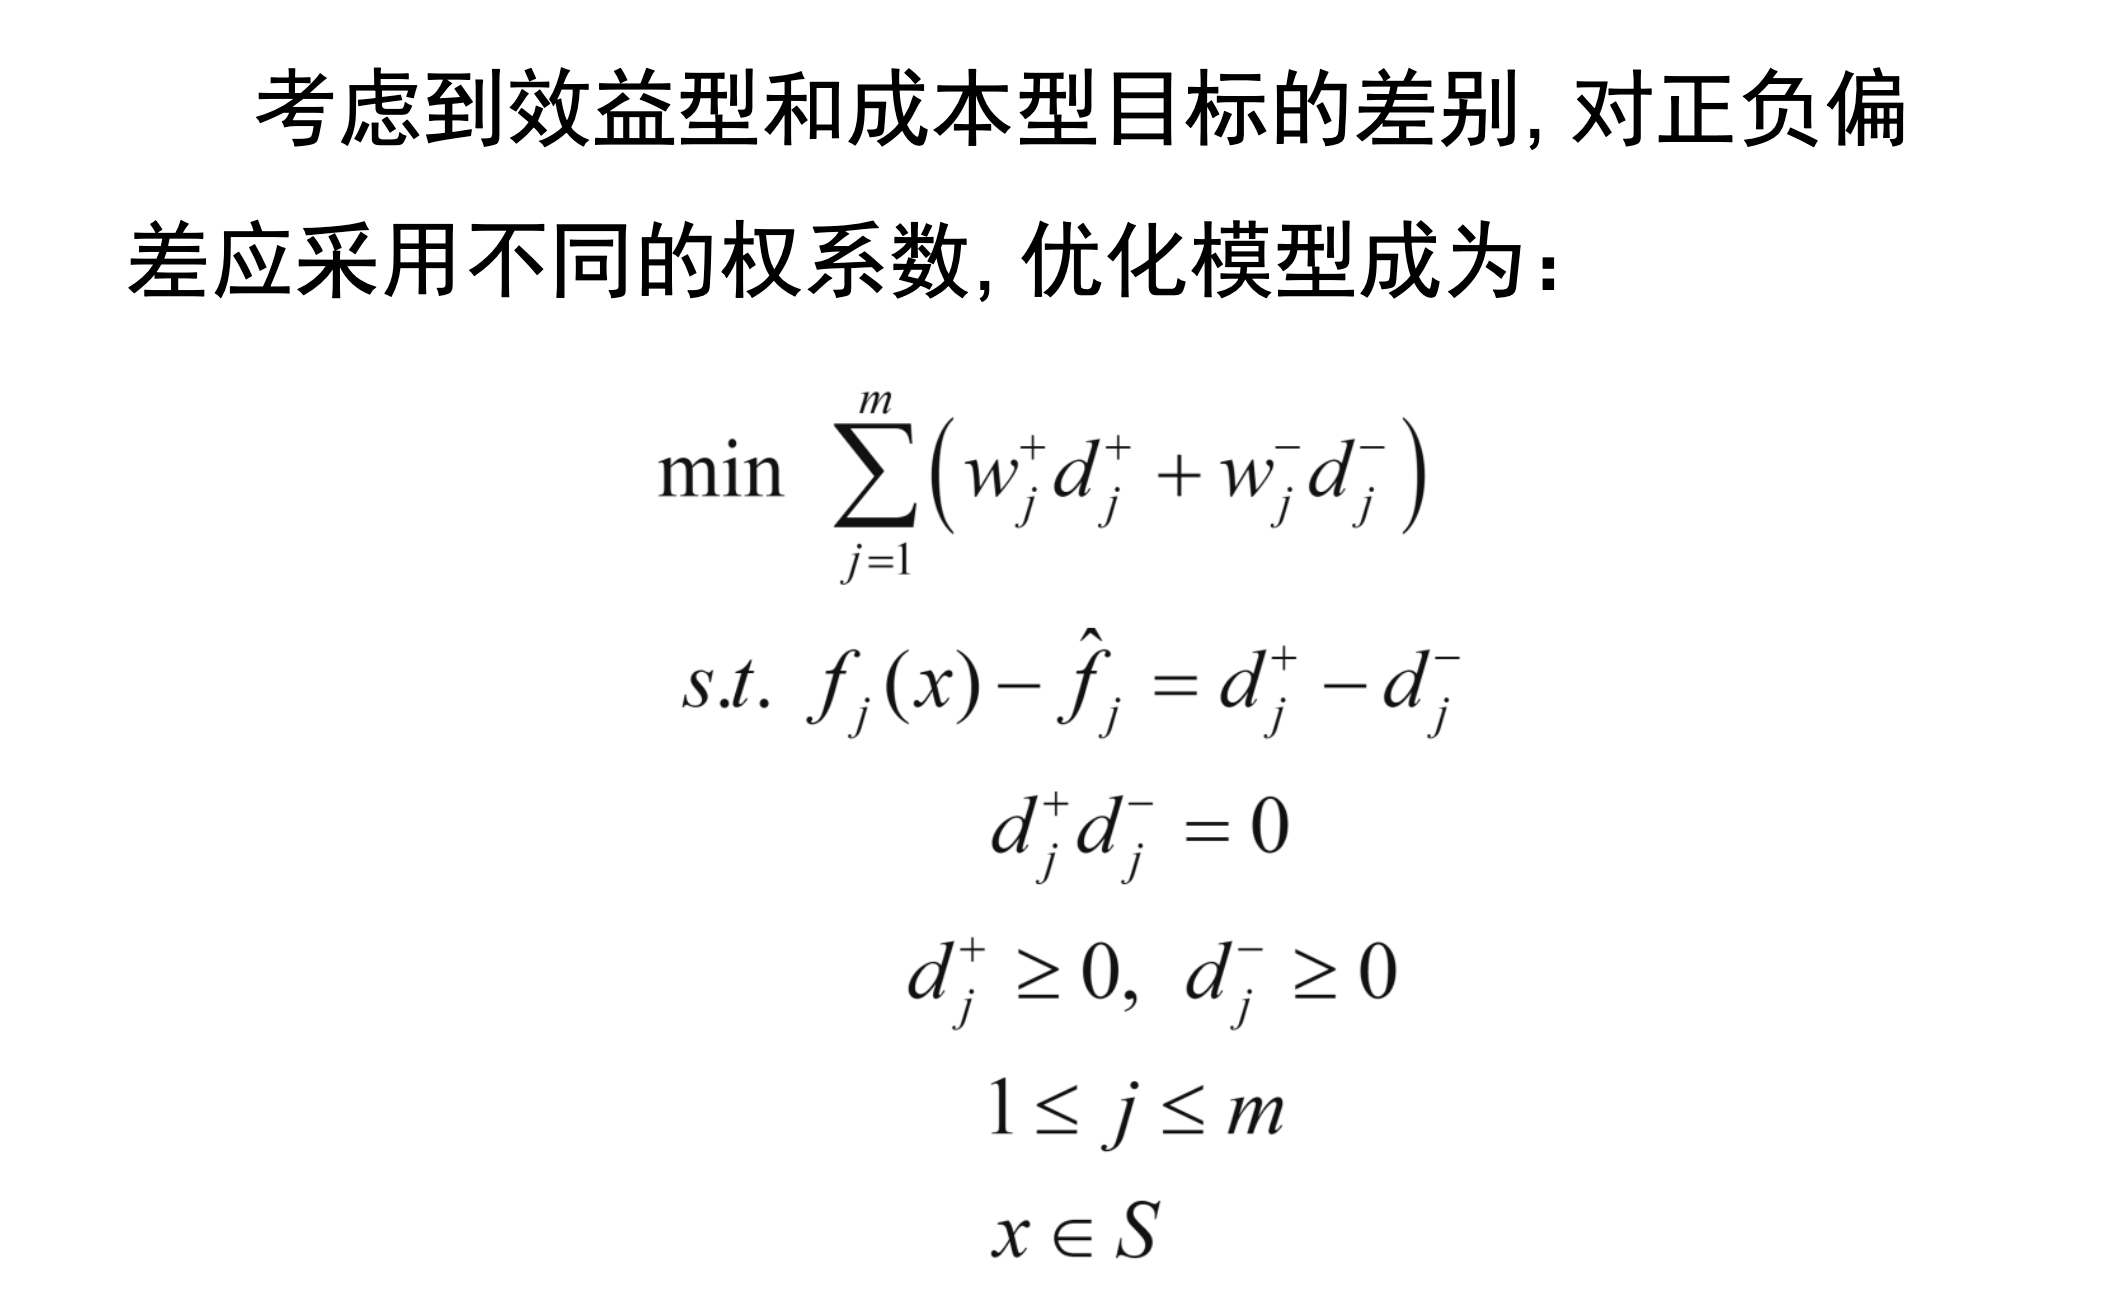 考虑到效益型和成本型目标的差别, 对正负偏
差应采用不同的权系数, 优化模型成为:
$\min \sum_{j=1}^{m}\left(w_j^+ d_j^+ + w_j^- d_j^-\right)$
$s.t.\ f_j(x) - \hat{f}_j = d_j^+ - d_j^-$
$d_j^+ d_j^- = 0$
$d_j^+ \geq 0,\ d_j^- \geq 0$
$1 \leq j \leq m$
$x \in S$